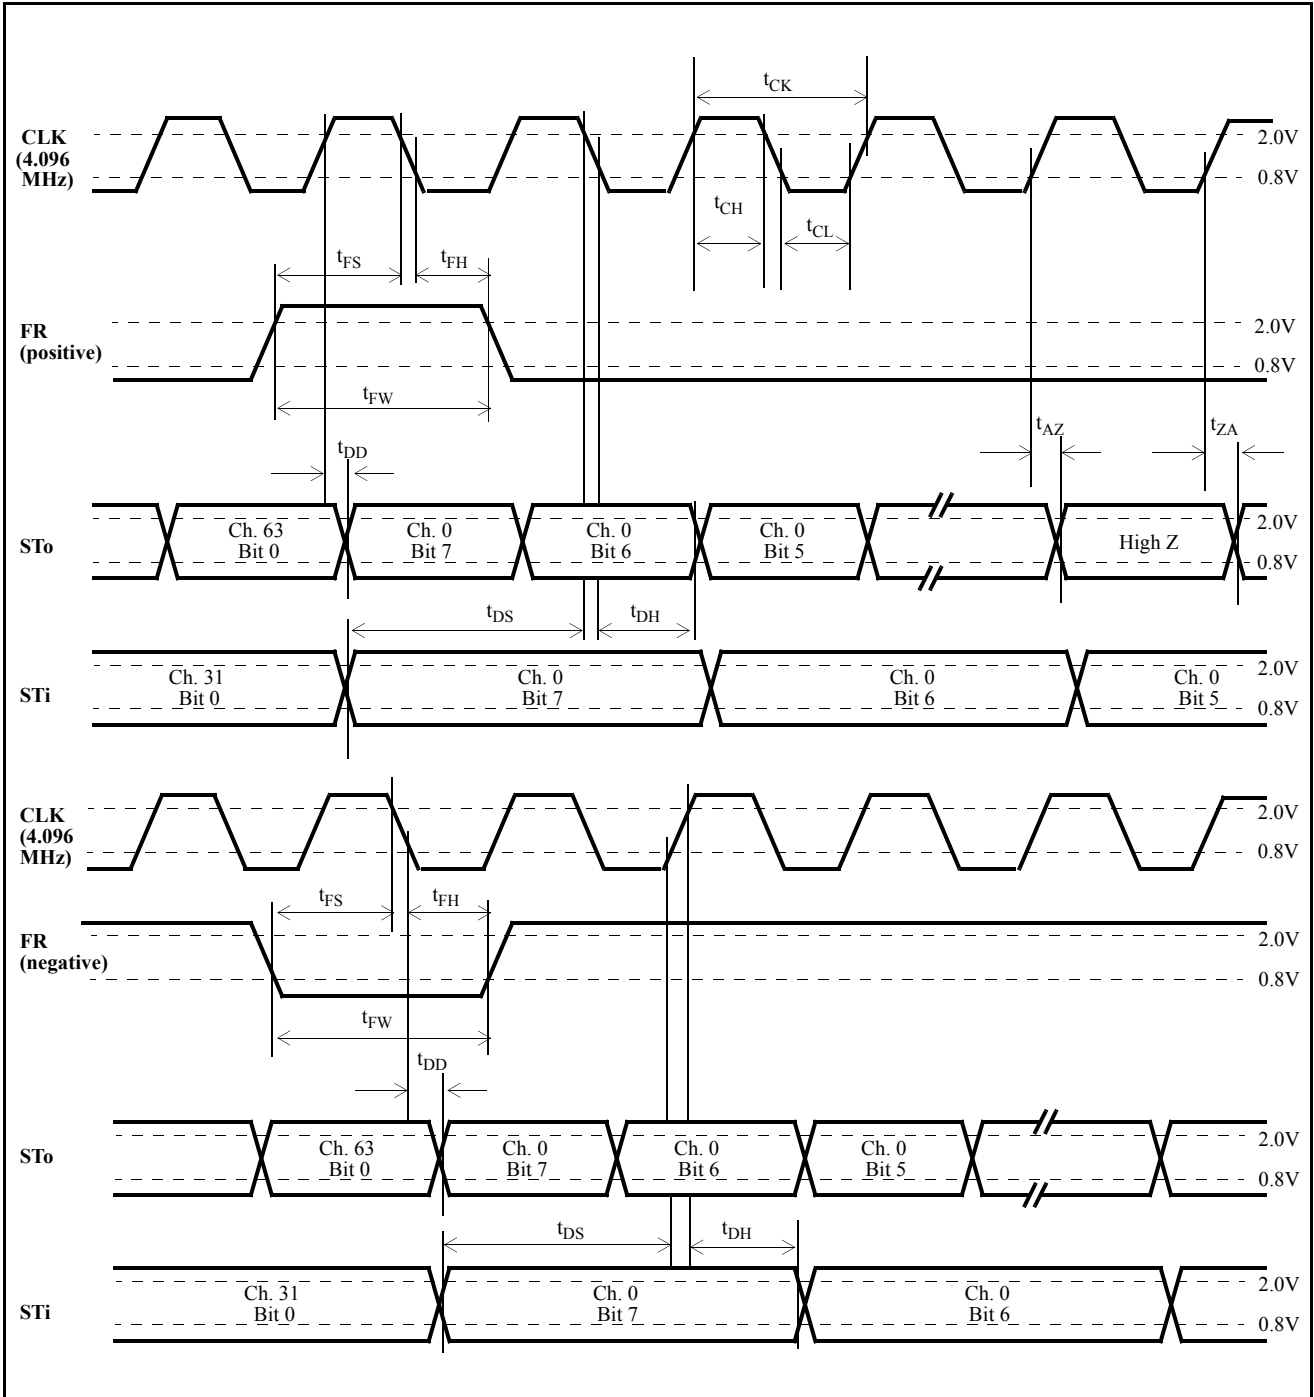 tCK
CLK
(4.096
MHz)
2.0V
0.8V
tCH
tCL
tFS
tFH
FR
(positive)
2.0V
0.8V
tFW
tAZ
tZA
tDD
STo
Ch. 63
Bit 0
Ch. 0
Bit 7
Ch. 0
Bit 6
Ch. 0
Bit 5
High Z
2.0V
0.8V
tDS
tDH
STi
Ch. 31
Bit 0
Ch. 0
Bit 7
Ch. 0
Bit 6
Ch. 0
Bit 5
2.0V
0.8V
CLK
(4.096
MHz)
2.0V
0.8V
tFS
tFH
FR
(negative)
2.0V
0.8V
tFW
tDD
STo
Ch. 63
Bit 0
Ch. 0
Bit 7
Ch. 0
Bit 6
Ch. 0
Bit 5
2.0V
0.8V
tDS
tDH
STi
Ch. 31
Bit 0
Ch. 0
Bit 7
Ch. 0
Bit 6
2.0V
0.8V